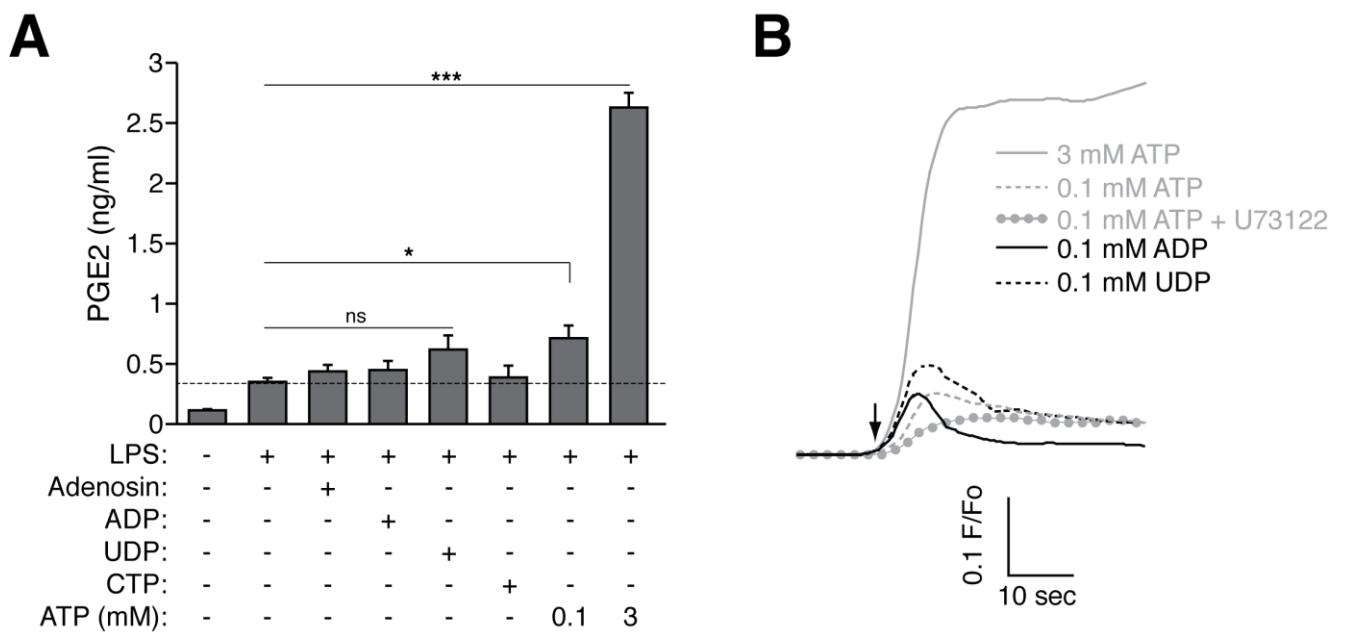 A
B
3
2.5
2
1.5
1
0.5
0
PGE2 (ng/ml)
***
*
ns
LPS: - + + + + + + +
Adenosin: - - + - - - - -
ADP: - - - + - - - -
UDP: - - - - + - - -
CTP: - - - - - + - -
ATP (mM): - - - - - - 0.1 3
3 mM ATP
0.1 mM ATP
0.1 mM ATP + U73122
0.1 mM ADP
0.1 mM UDP
0.1 F/Fo
10 sec